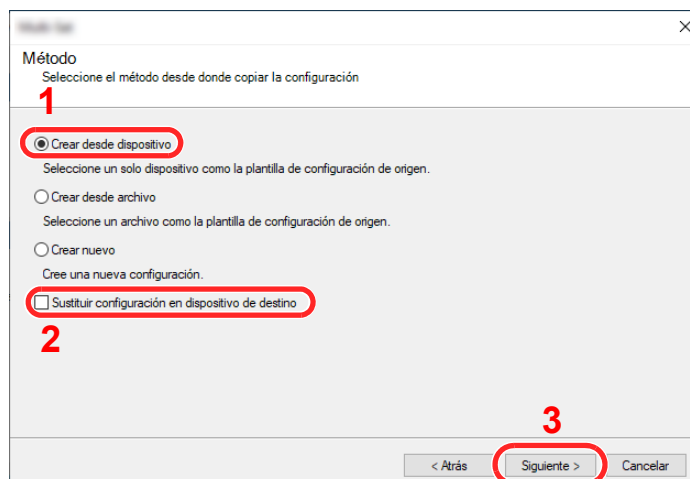 Método
Seleccione el método desde donde copiar la configuración
1
Crear desde dispositivo
Seleccione un solo dispositivo como la plantilla de configuración de origen.
Crear desde archivo
Seleccione un archivo como la plantilla de configuración de origen.
Crear nuevo
Cree una nueva configuración.
Sustituir configuración en dispositivo de destino
2
3
< Atrás Siguiente > Cancelar